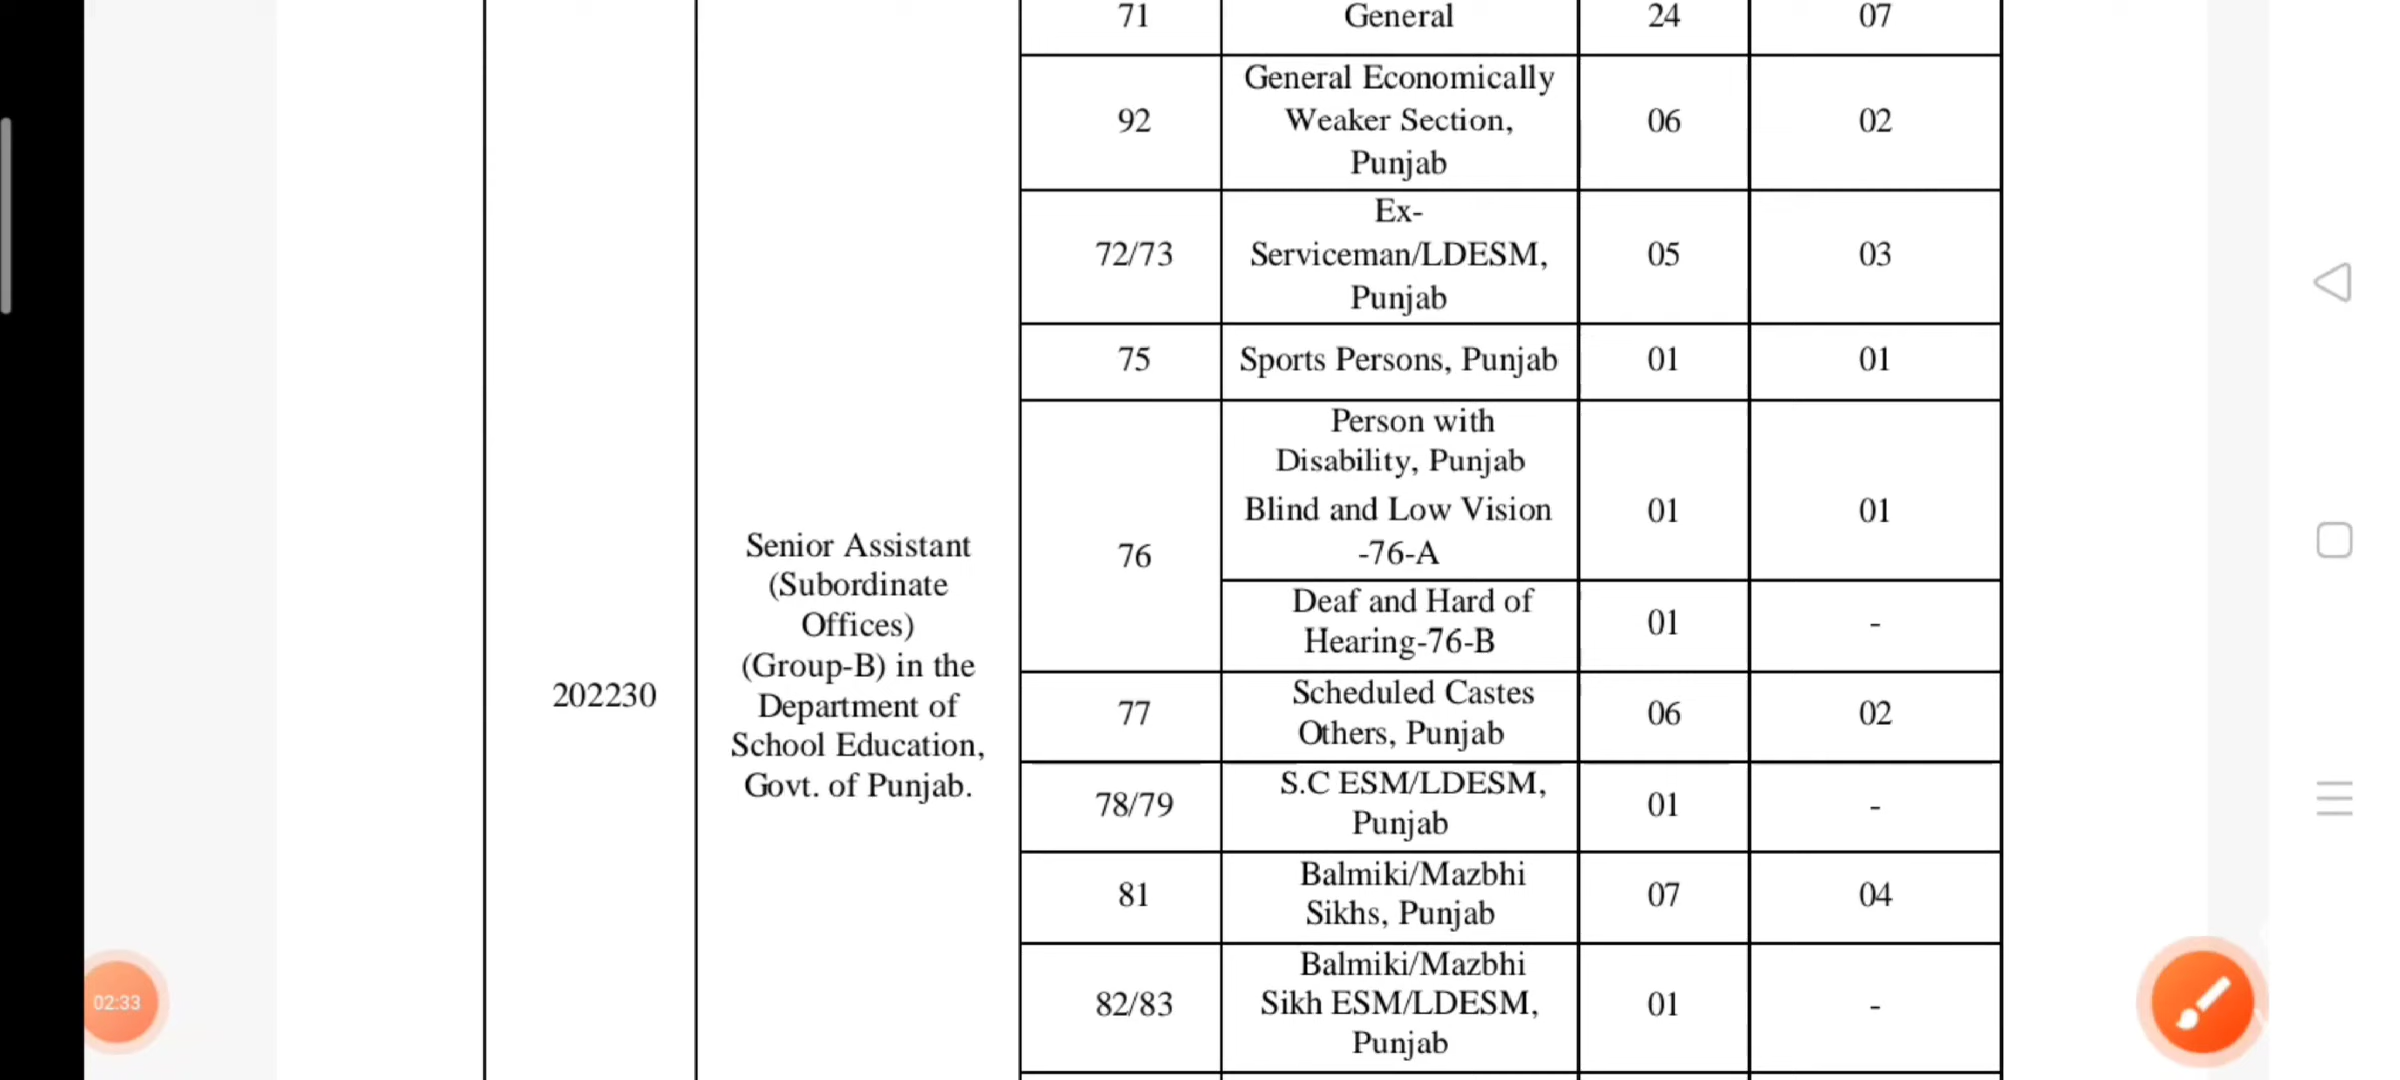 71 General 24 07
General Economically
92 Weaker Section, 06 02
Punjab
Ex-
72/73 Serviceman/LDESM, 05 03
Punjab
75 Sports Persons, Punjab 01 01
Person with
Disability, Punjab
Blind and Low Vision 01 01
-76-A
76
Deaf and Hard of
Hearing-76-B
01 -
Senior Assistant
(Subordinate
Offices)
(Group-B) in the
Department of
School Education,
Govt. of Punjab.
202230
Scheduled Castes
77 06 02
Others, Punjab
S.C ESM/LDESM,
78/79 01 -
Punjab
Balmiki/Mazbhi
81 07 04
Sikhs, Punjab
Balmiki/Mazbhi
82/83 Sikh ESM/LDESM, 01 -
Punjab
02:33